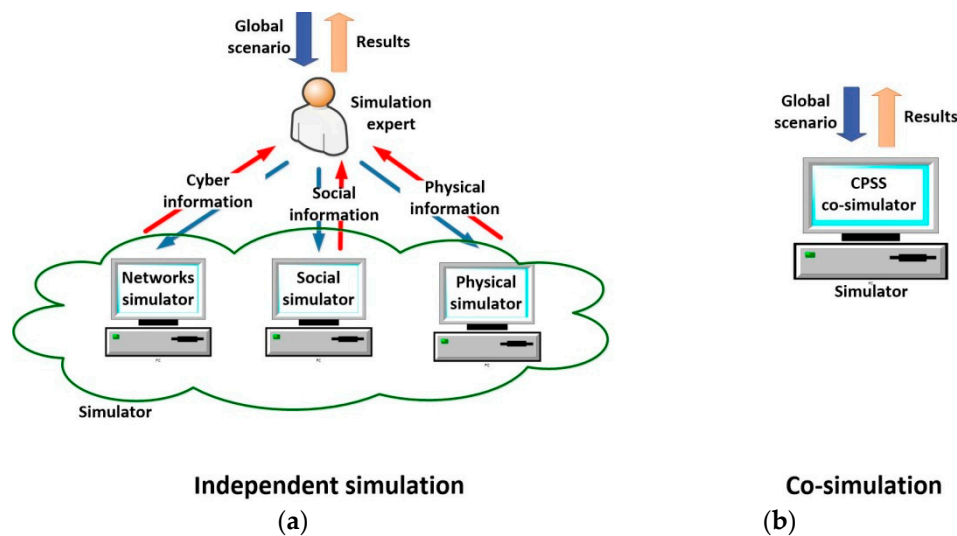 Global
scenario
Results
Simulation
expert
Cyber
information
Social
information
Physical
information
Networks
simulator
Social
simulator
Physical
simulator
Simulator
Independent simulation
(a)
Global
scenario
Results
CPSS
co-simulator
Simulator
Co-simulation
(b)